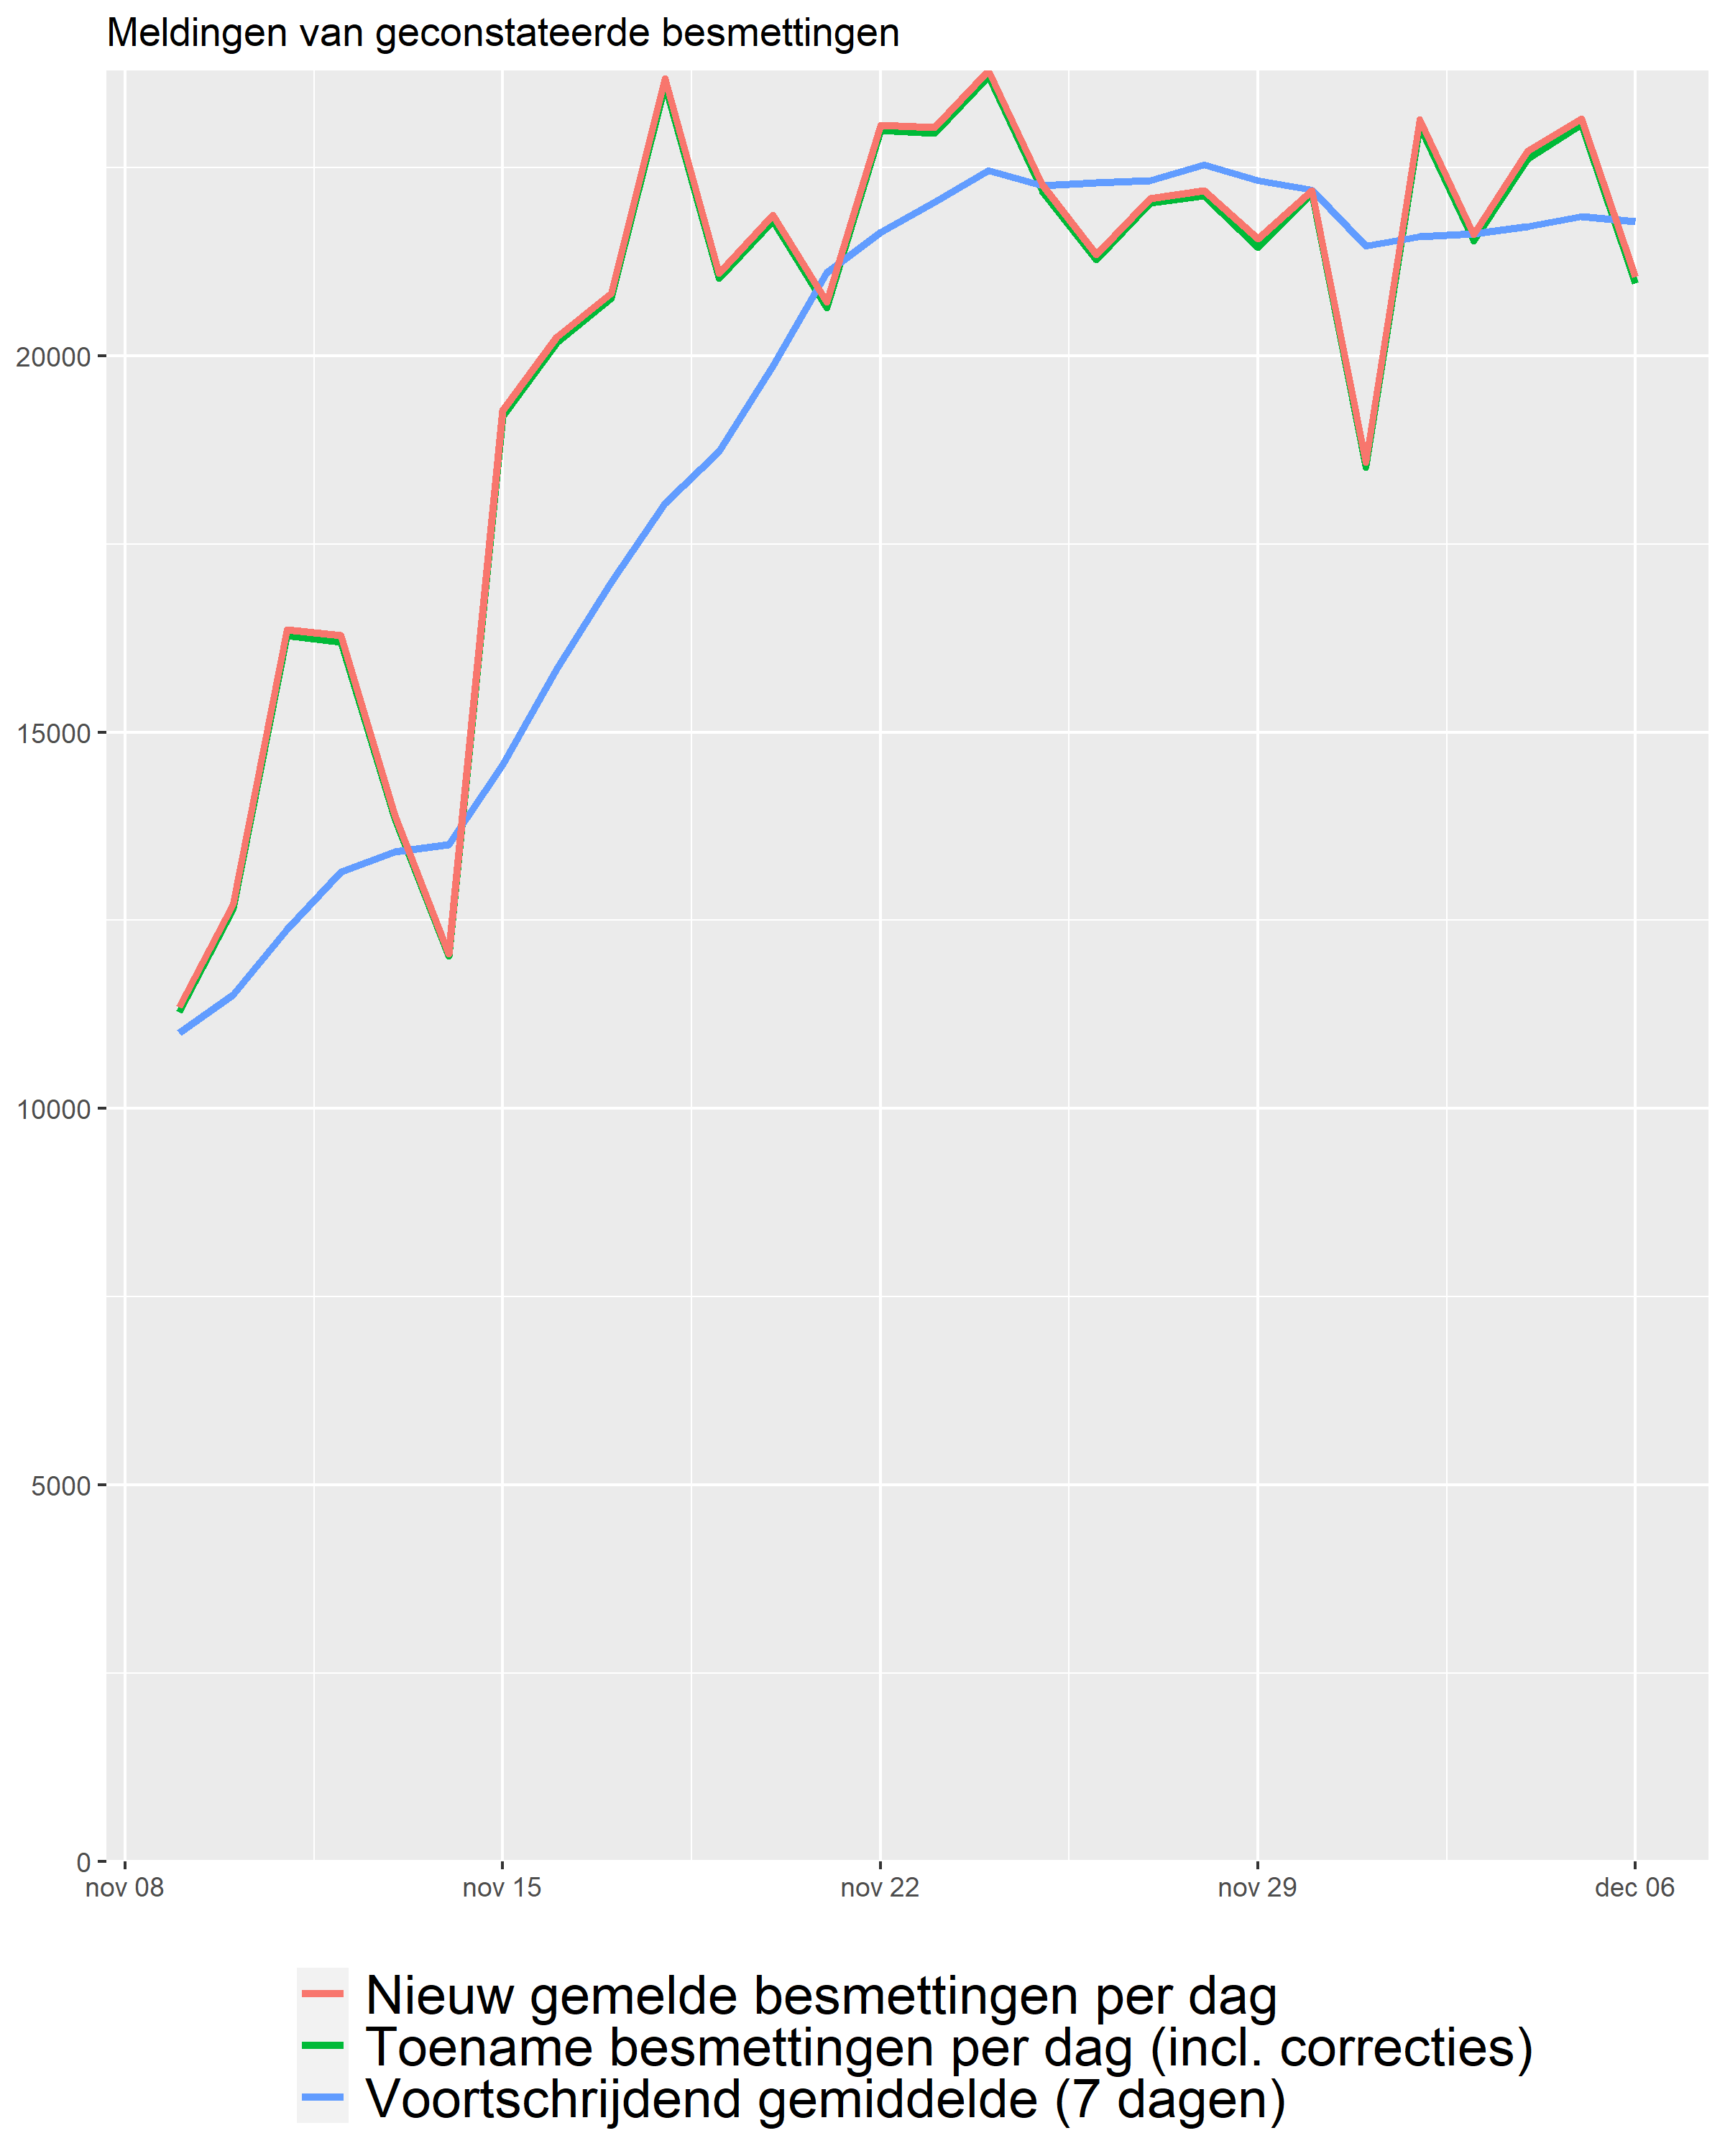 Meldingen van geconstateerde besmettingen
20000
15000
10000
5000
0
nov 08 nov 15 nov 22 nov 29 dec 06
Nieuw gemelde besmettingen per dag
Toename besmettingen per dag (incl. correcties)
Voortschrijdend gemiddelde (7 dagen)